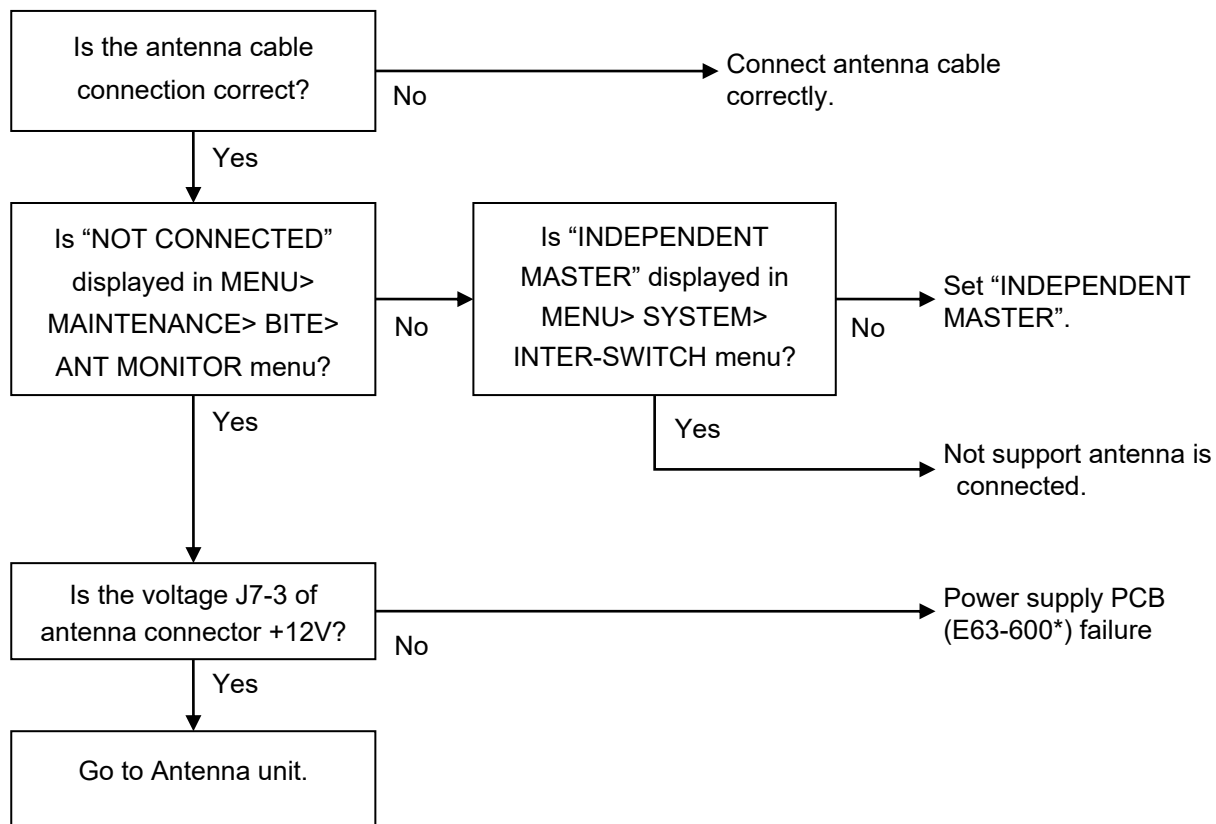 Is the antenna cable
connection correct?
No
Connect antenna cable
correctly.
Yes
Is “NOT CONNECTED”
displayed in MENU>
MAINTENANCE> BITE>
ANT MONITOR menu?
No
Is “INDEPENDENT
MASTER” displayed in
MENU> SYSTEM>
INTER-SWITCH menu?
No
Set “INDEPENDENT
MASTER”.
Yes
Yes
Not support antenna is
connected.
Is the voltage J7-3 of
antenna connector +12V?
No
Power supply PCB
(E63-600*) failure
Yes
Go to Antenna unit.